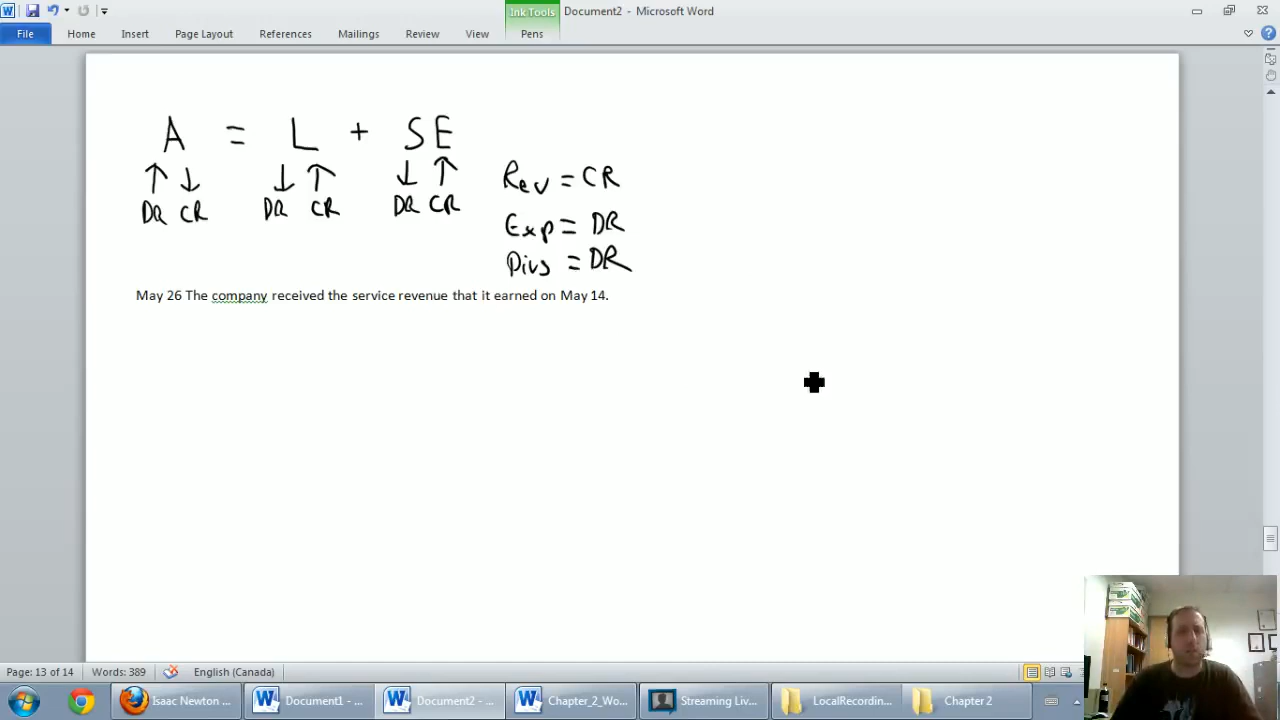 Ink Tools
Document2 - Microsoft Word
File Home Insert Page Layout References Mailings Review View Pens
A = L + SE
DR CR DR CR DR CR
Rev = CR
Exp = DR
Divs = DR
May 26 The company received the service revenue that it earned on May 14.
Page: 13 of 14 Words: 389 English (Canada)
Isaac Newton ... Document1 - ... Document2 - ... Chapter_2_Wo... Streaming Liv... LocalRecordin... Chapter 2